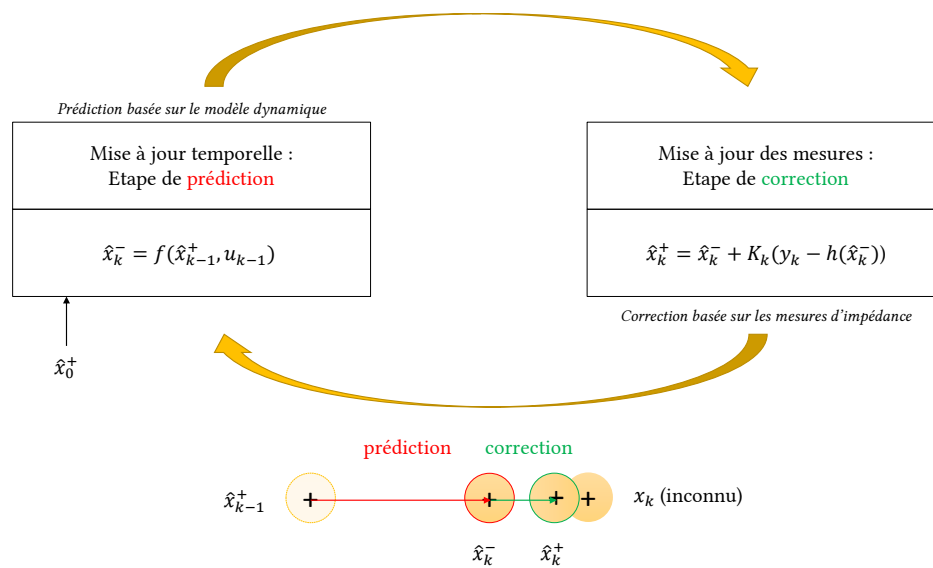 Prédiction basée sur le modèle dynamique
Mise à jour temporelle :
Etape de prédiction
x̂ₖ⁻ = f(x̂ₖ₋₁⁺, uₖ₋₁)
x̂₀⁺
Mise à jour des mesures :
Etape de correction
x̂ₖ⁺ = x̂ₖ⁻ + Kₖ(yₖ − h(x̂ₖ⁻))
Correction basée sur les mesures d’impédance
prédiction
correction
x̂ₖ₋₁⁺
xₖ (inconnu)
x̂ₖ⁻
x̂ₖ⁺